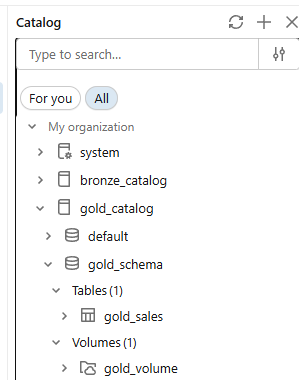 Catalog
Type to search...
For you All
My organization
system
bronze_catalog
gold_catalog
default
gold_schema
Tables (1)
gold_sales
Volumes (1)
gold_volume